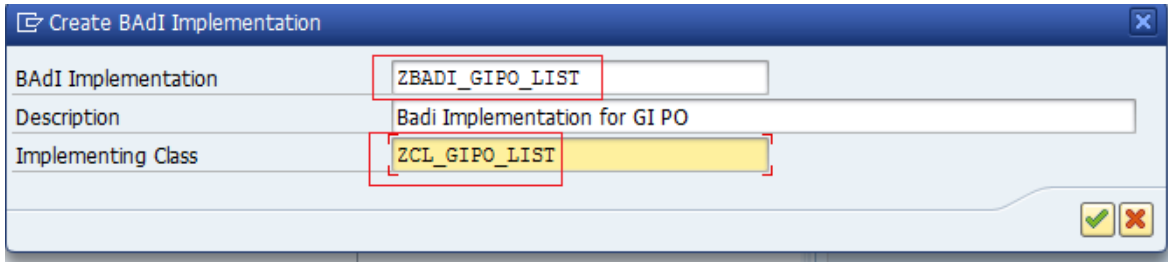 Create BAdI Implementation
BAdI Implementation ZBADI_GIPO_LIST
Description Badi Implementation for GI PO
Implementing Class ZCL_GIPO_LIST